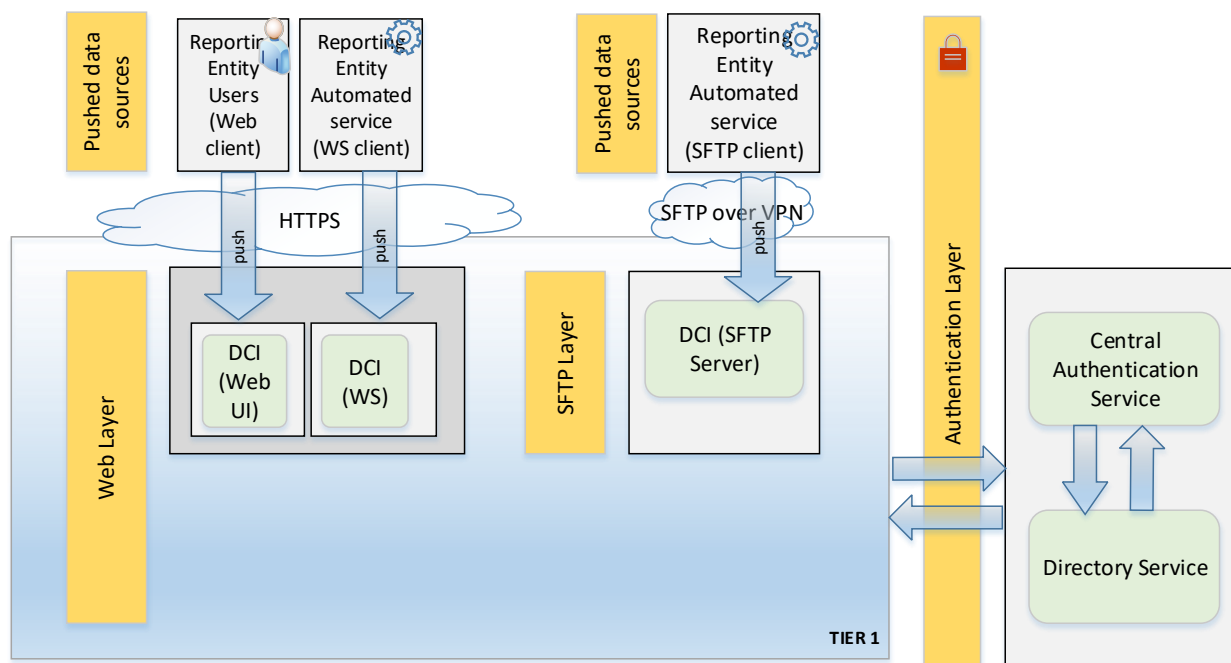 Pushed data
sources
Reporting
Entity
Users
(Web
client)
Reporting
Entity
Automated
service
(WS client)
Pushed data
sources
Reporting
Entity
Automated
service
(SFTP client)
HTTPS
SFTP over VPN
push
push
push
Web Layer
DCI
(Web
UI)
DCI
(WS)
SFTP Layer
DCI (SFTP
Server)
Authentication Layer
Central
Authentication
Service
Directory Service
TIER 1